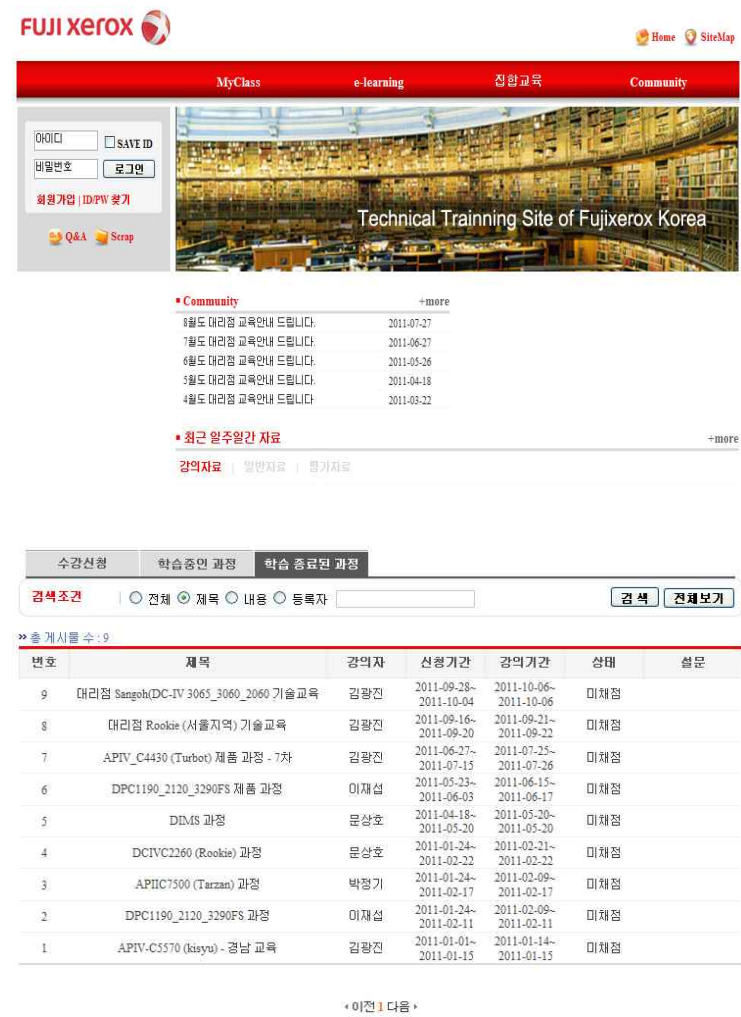 FUJI xerox
Home SiteMap
MyClass e-learning 집합교육 Community
아이디 SAVE ID
비밀번호 로그인
회원가입 | ID/PW 찾기
Q&A Scrap
Technical Trainning Site of Fujixerox Korea
Community +more
8월도 대리점 교육안내 드립니다. 2011-07-27
7월도 대리점 교육안내 드립니다. 2011-06-27
6월도 대리점 교육안내 드립니다. 2011-05-26
5월도 대리점 교육안내 드립니다. 2011-04-18
4월도 대리점 교육안내 드립니다 2011-03-22
최근 일주일간 자료 +more
강의자료 | 일반자료 | 평가자료
수강신청 학습중인 과정 학습 종료된 과정
검색조건 전체 제목 내용 등록자 검색 전체보기
» 총 게시물 수 : 9
번호 제목 강의자 신청기간 강의기간 상태 설문
9 대리점 Sangoh(DC-IV 3065_3060_2060 기술교육 김광진 2011-09-28~ 2011-10-04 2011-10-06~ 2011-10-06 미채점
8 대리점 Rookie (서울지역) 기술교육 김광진 2011-09-16~ 2011-09-20 2011-09-21~ 2011-09-22 미채점
7 APIV_C4430 (Turbot) 제품 과정 - 7차 김광진 2011-06-27~ 2011-07-15 2011-07-25~ 2011-07-26 미채점
6 DPC1190_2120_3290FS 제품 과정 이재섭 2011-05-23~ 2011-06-03 2011-06-15~ 2011-06-17 미채점
5 DIMS 과정 문상호 2011-04-18~ 2011-05-20 2011-05-20~ 2011-05-20 미채점
4 DCIVC2260 (Rookie) 과정 문상호 2011-01-24~ 2011-02-22 2011-02-21~ 2011-02-22 미채점
3 APIIC7500 (Tarzan) 과정 박정기 2011-01-24~ 2011-02-17 2011-02-09~ 2011-02-17 미채점
2 DPC1190_2120_3290FS 과정 이재섭 2011-01-24~ 2011-02-11 2011-02-09~ 2011-02-11 미채점
1 APIV-C5570 (kisyu) - 경남 교육 김광진 2011-01-01~ 2011-01-15 2011-01-14~ 2011-01-15 미채점
이전 1 다음